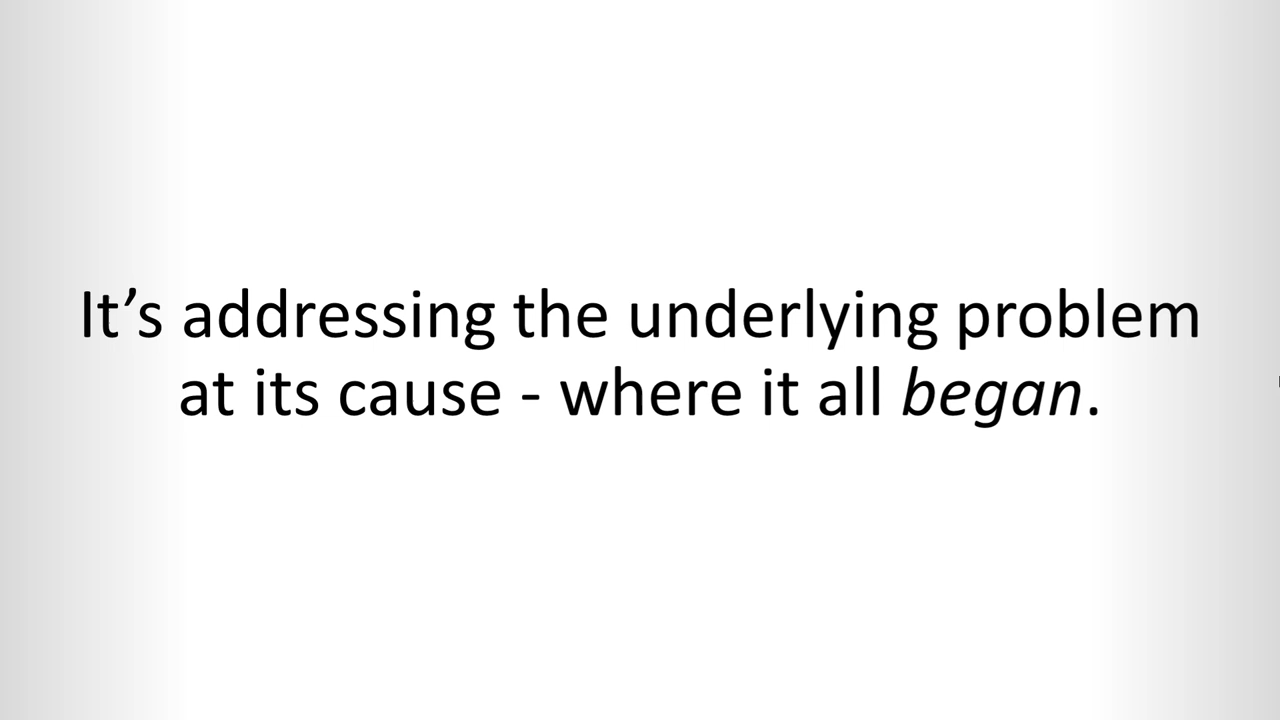 It’s addressing the underlying problem
at its cause - where it all began.